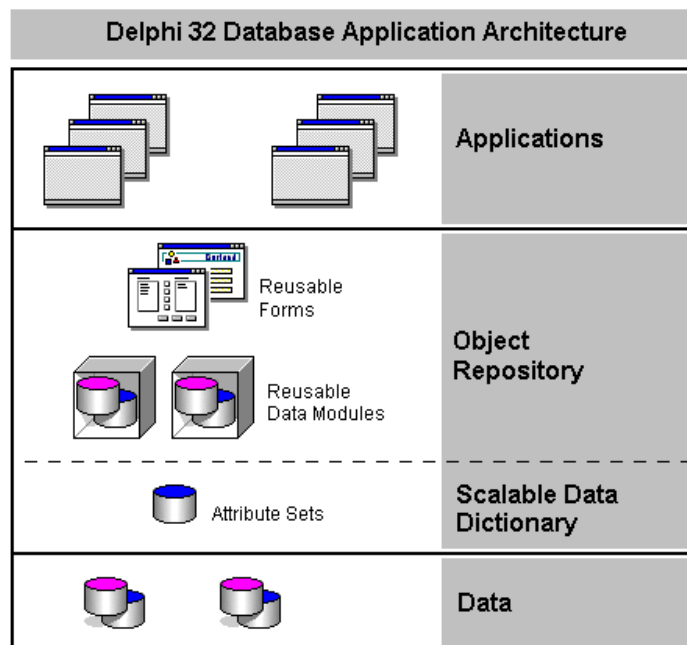 Delphi 32 Database Application Architecture
Applications
Borland
Reusable
Forms
Object
Repository
Reusable
Data Modules
Attribute Sets
Scalable Data
Dictionary
Data